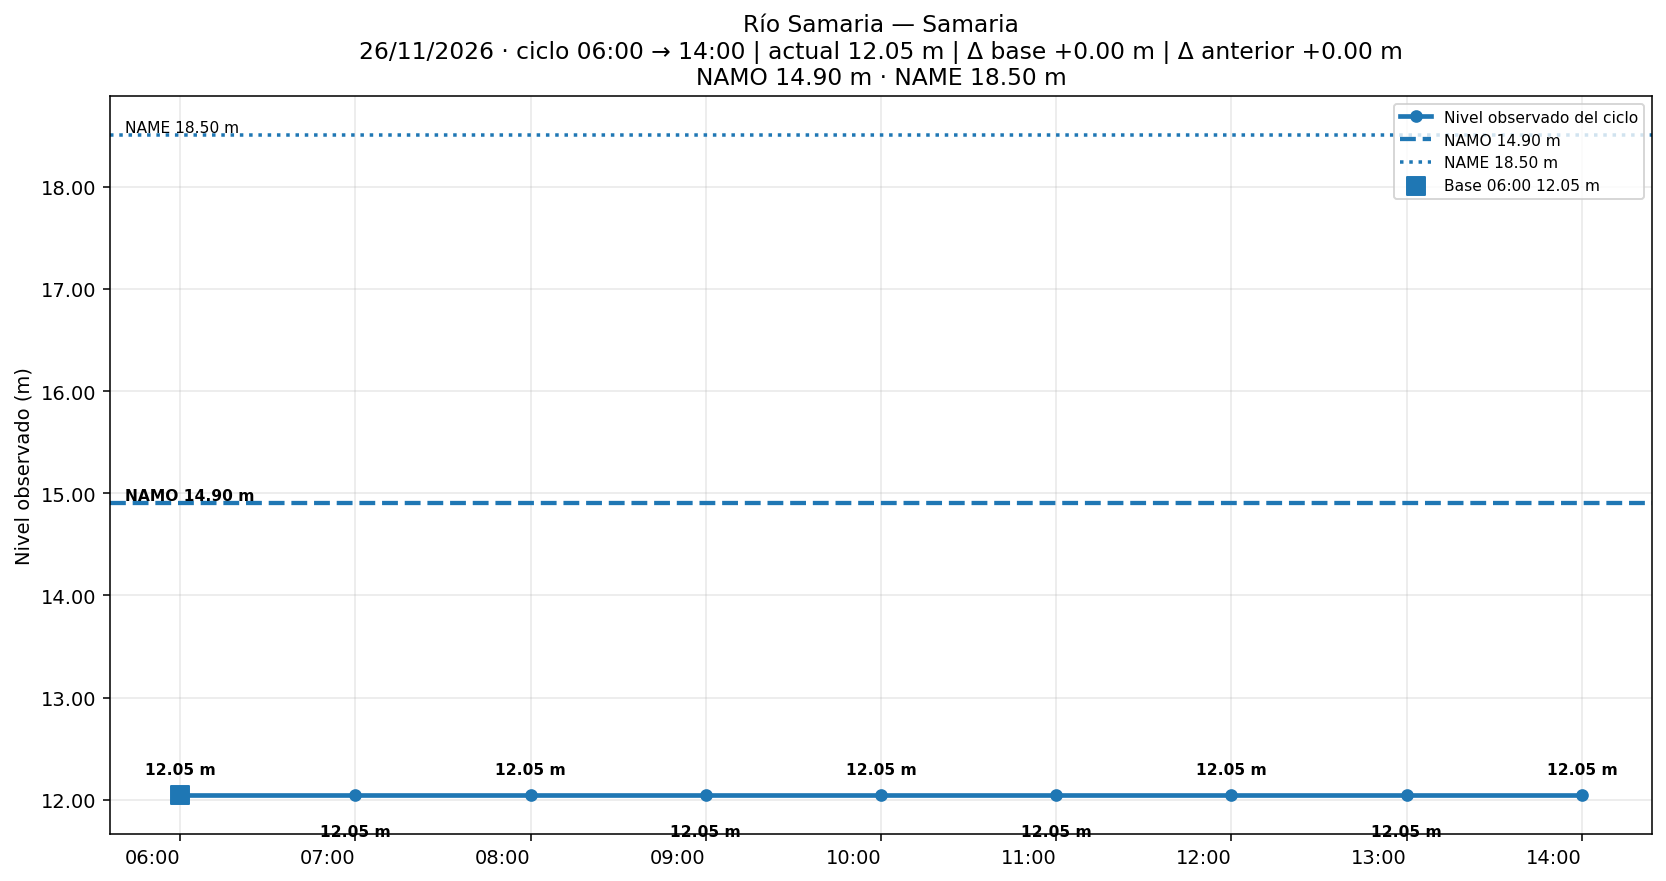 Río Samaria — Samaria
26/11/2026 · ciclo 06:00 → 14:00 | actual 12.05 m | Δ base +0.00 m | Δ anterior +0.00 m
NAMO 14.90 m · NAME 18.50 m
NAME 18.50 m
Nivel observado del ciclo
NAMO 14.90 m
NAME 18.50 m
Base 06:00 12.05 m
Nivel observado (m)
18.00
17.00
16.00
15.00
NAMO 14.90 m
14.00
13.00
12.00
12.05 m 12.05 m 12.05 m 12.05 m 12.05 m
12.05 m 12.05 m 12.05 m 12.05 m
06:00 07:00 08:00 09:00 10:00 11:00 12:00 13:00 14:00